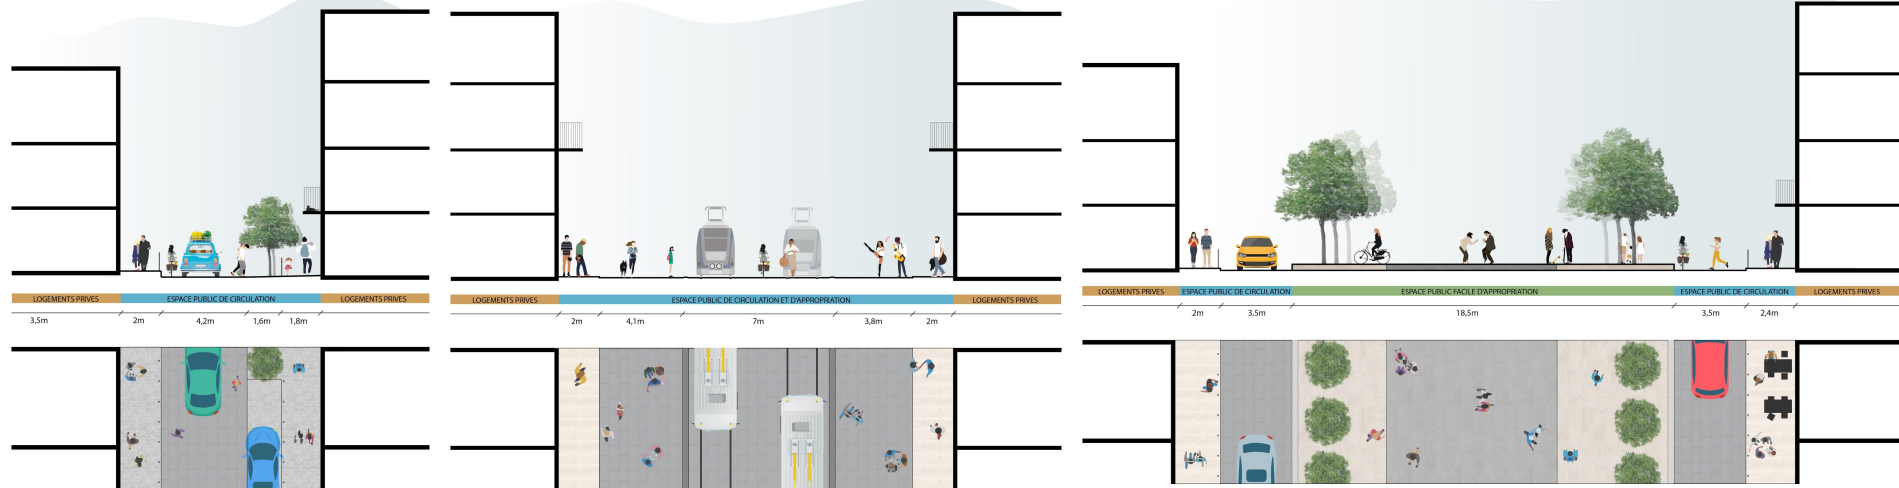 LOGEMENTS PRIVES ESPACE PUBLIC DE CIRCULATION LOGEMENTS PRIVES
3,5m 2m 4,2m 1,6m 1,8m
LOGEMENTS PRIVES ESPACE PUBLIC DE CIRCULATION ET D'APPROPRIATION LOGEMENTS PRIVES
2m 4,1m 7m 3,8m 2m
LOGEMENTS PRIVES ESPACE PUBLIC DE CIRCULATION ESPACE PUBLIC FACILE D'APPROPRIATION ESPACE PUBLIC DE CIRCULATION LOGEMENTS PRIVES
2m 3,5m 18,5m 3,5m 2,4m